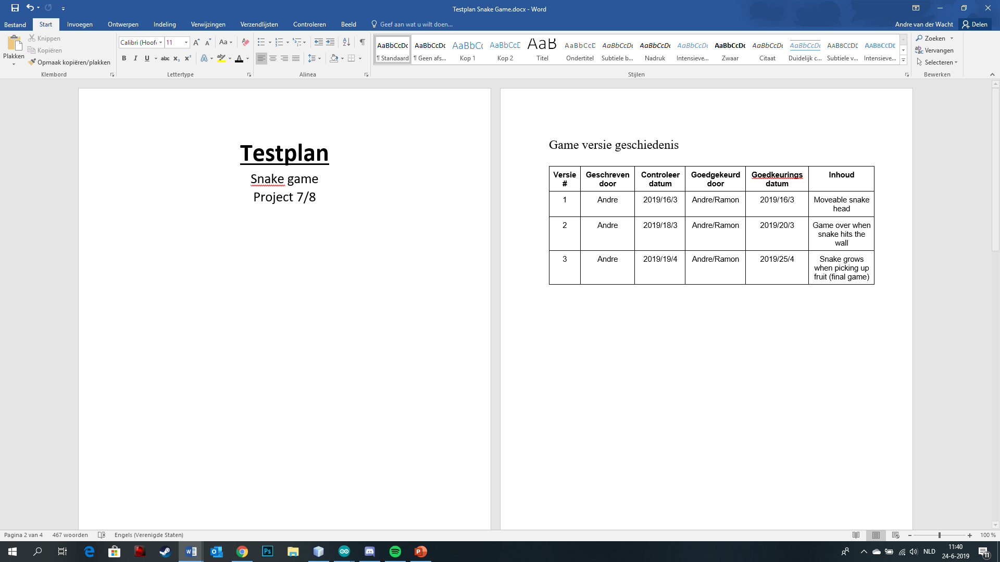 Testplan Snake Game.docx - Word
Bestand Start Invoegen Ontwerpen Indeling Verwijzingen Verzendlijsten Controleren Beeld Geef aan wat u wilt doen... Andre van der Wacht Delen
Plakken
Knippen
Kopiëren
Opmaak kopiëren/plakken
Klembord
Calibri (Hoof 11
Lettertype
Alinea
AaBbCcDc AaBbCcDc AaBbC AaBbCcD AaB AaBbCcD AaBbCcDc AaBbCcDc AaBbCcDc AaBbCcDc AaBbCcDc AaBbCcDc AABBCCDE AABBCCDE
¶ Standaard ¶ Geen afs... Kop 1 Kop 2 Titel Ondertitel Subtiele b... Nadruk Intensieve... Zwaar Citaat Duidelijk c... Subtiele v... Intensieve...
Stijlen
Zoeken
Vervangen
Selecteren
Bewerken
Testplan
Snake game
Project 7/8
Game versie geschiedenis
Versie # Geschreven door Controleer datum Goedgekeurd door Goedkeurings datum Inhoud
1 Andre 2019/16/3 Andre/Ramon 2019/16/3 Moveable snake head
2 Andre 2019/18/3 Andre/Ramon 2019/20/3 Game over when snake hits the wall
3 Andre 2019/19/4 Andre/Ramon 2019/25/4 Snake grows when picking up fruit (final game)
Pagina 2 van 4 467 woorden Engels (Verenigde Staten) 100 %
NLD 11:40
24-6-2019 11